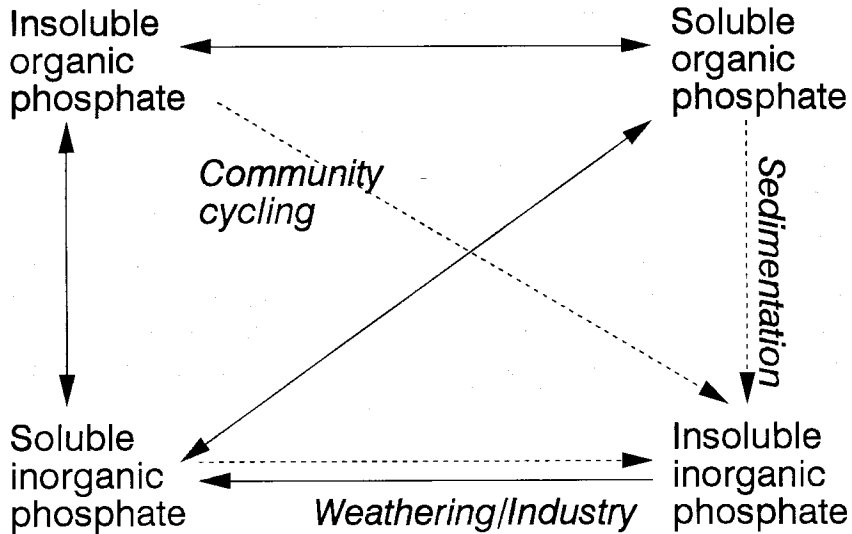 Insoluble
organic
phosphate
Soluble
organic
phosphate
Community
cycling
Sedimentation
Soluble
inorganic
phosphate
Insoluble
inorganic
phosphate
Weathering/Industry